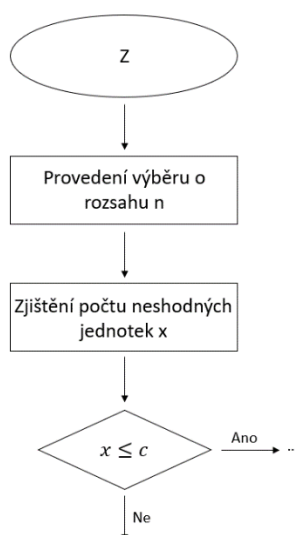 Z
Provedení výběru o
rozsahu n
Zjištění počtu neshodných
jednotek x
x ≤ c
Ano
Ne